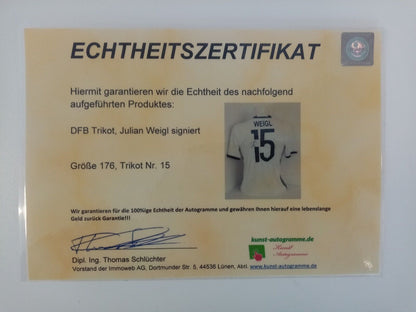 ECHTHEITSZERTIFIKAT
Hiermit garantieren wir die Echtheit des nachfolgend
aufgeführten Produktes:
DFB Trikot, Julian Weigl signiert
WEIGL
15
Größe 176, Trikot Nr. 15
Wir garantieren für die 100%ige Echtheit der Autogramme und gewähren Ihnen hierauf eine lebenslange
Geld zurück Garantie!!!
kunst-autogramme.de
Kunst
Autogramme
Dipl. Ing. Thomas Schlüchter
Vorstand der Immoweb AG, Dortmunder Str. 5, 44536 Lünen, Abtl. www.kunst-autogramme.de